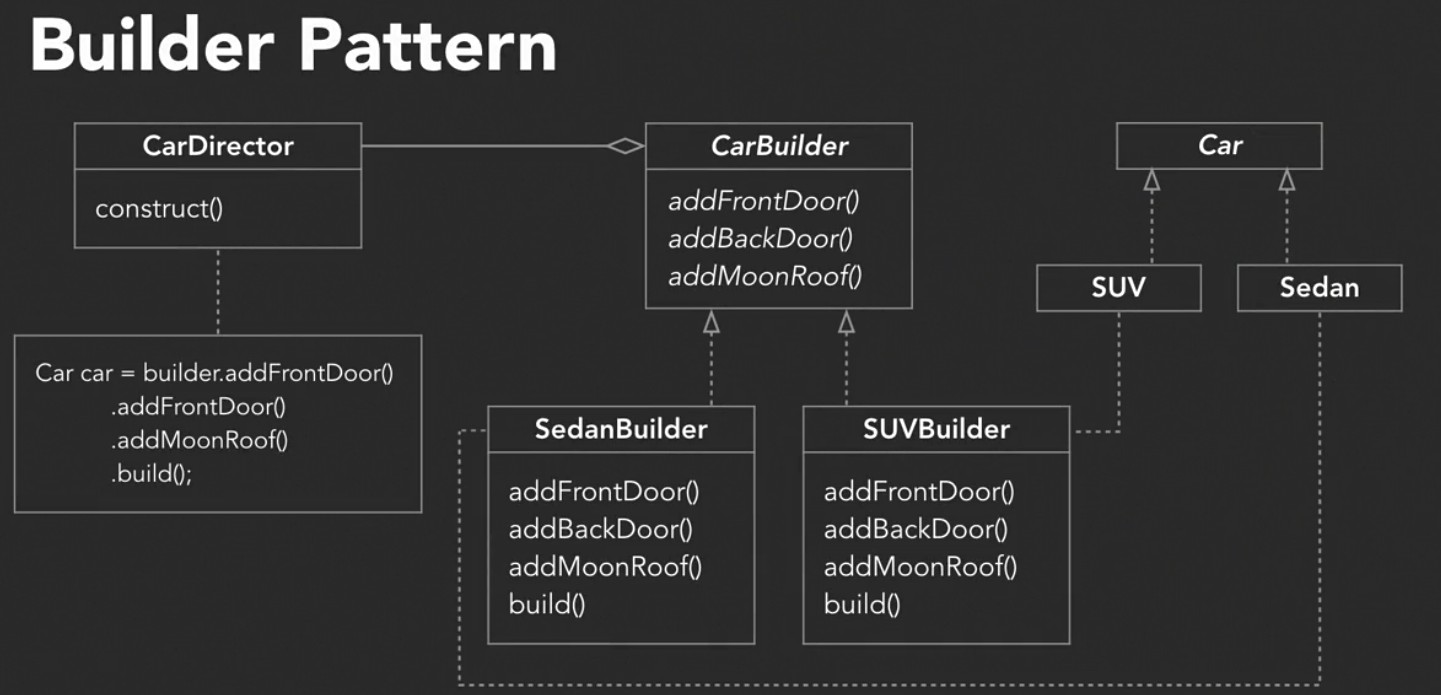 Builder Pattern
CarDirector
construct()
Car car = builder.addFrontDoor()
.addFrontDoor()
.addMoonRoof()
.build();
CarBuilder
addFrontDoor()
addBackDoor()
addMoonRoof()
SedanBuilder
addFrontDoor()
addBackDoor()
addMoonRoof()
build()
SUVBuilder
addFrontDoor()
addBackDoor()
addMoonRoof()
build()
Car
SUV
Sedan